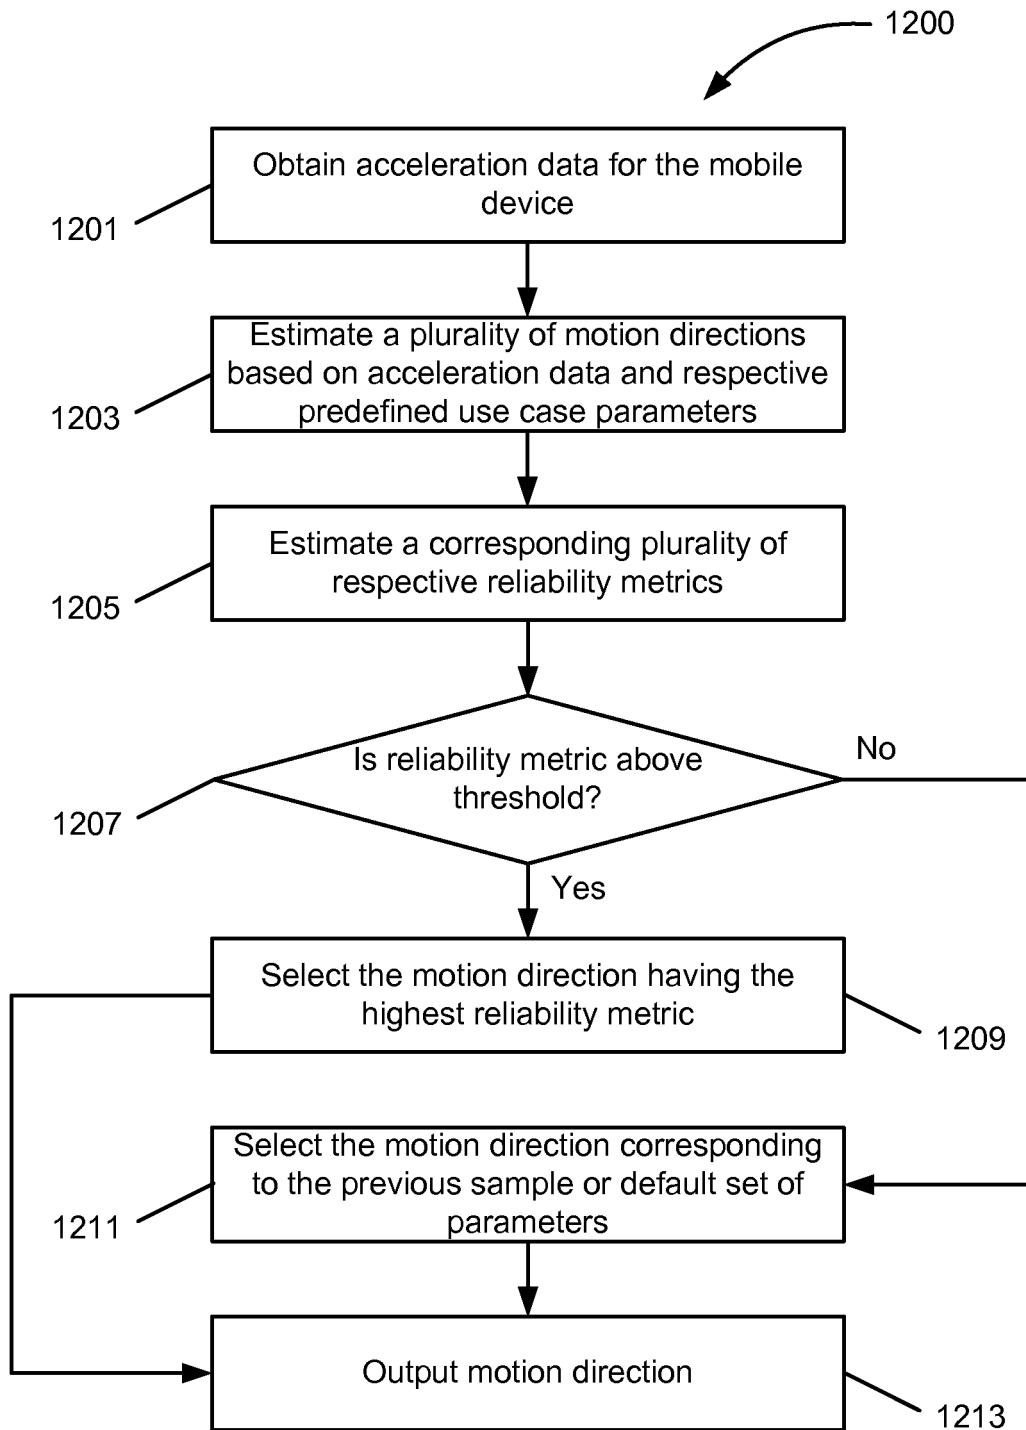 1200
Obtain acceleration data for the mobile
device
1201
Estimate a plurality of motion directions
based on acceleration data and respective
predefined use case parameters
1203
Estimate a corresponding plurality of
respective reliability metrics
1205
Is reliability metric above
threshold?
No
1207
Yes
Select the motion direction having the
highest reliability metric
1209
Select the motion direction corresponding
to the previous sample or default set of
parameters
1211
Output motion direction
1213